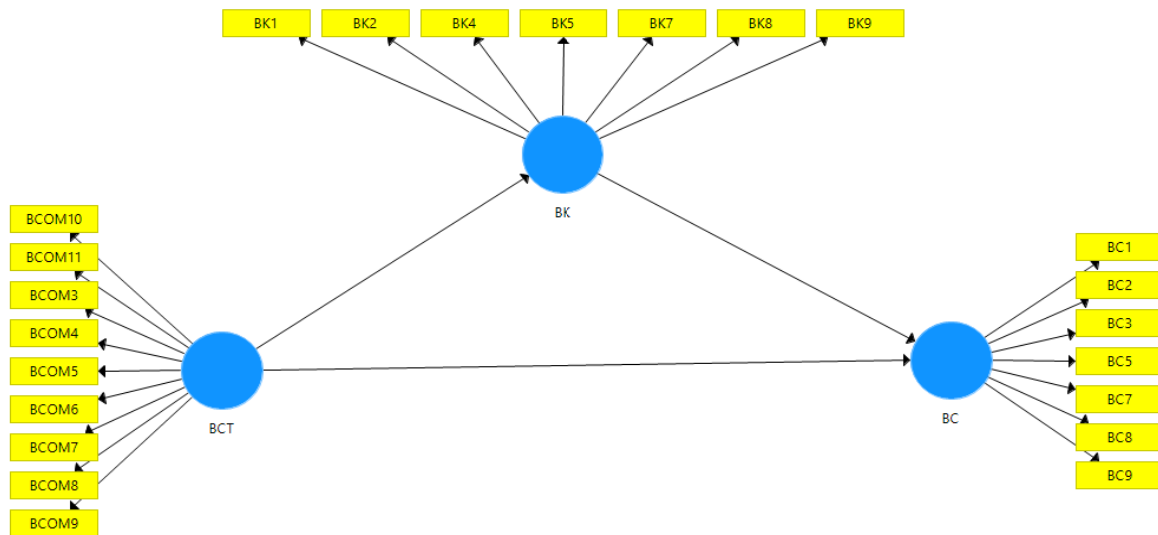 BK1 BK2 BK4 BK5 BK7 BK8 BK9
BK
BCOM10
BCOM11
BCOM3
BCOM4
BCOM5
BCOM6
BCOM7
BCOM8
BCOM9
BCT
BC1
BC2
BC3
BC5
BC7
BC8
BC9
BC